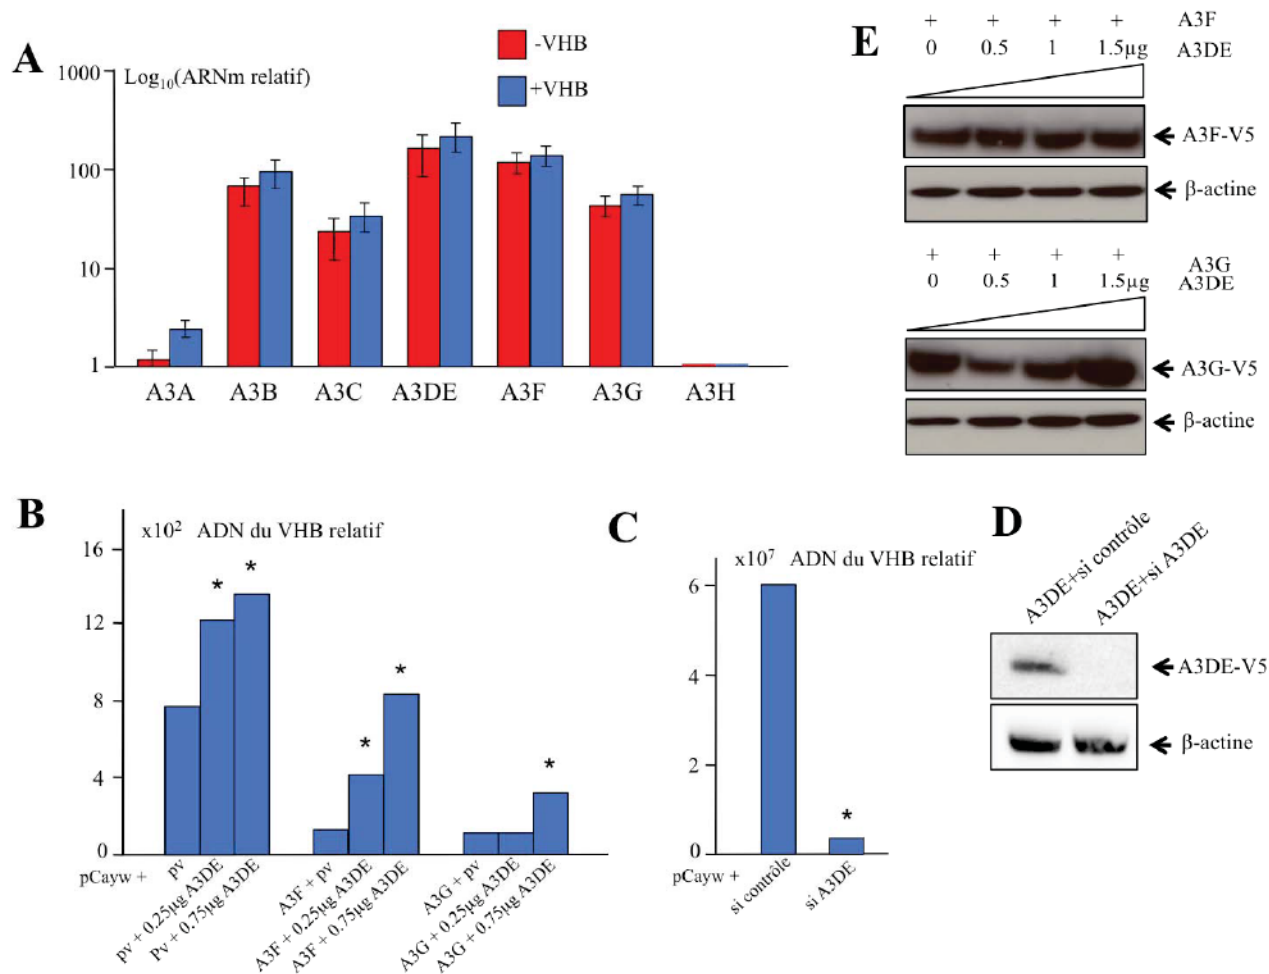 A
Log10(ARNm relatif)
-VHB
+VHB
1000
100
10
1
A3A A3B A3C A3DE A3F A3G A3H
E
+ + + + A3F
0 0.5 1 1.5µg A3DE
A3F-V5
β-actine
+ + + + A3G
0 0.5 1 1.5µg A3DE
A3G-V5
β-actine
B
x10² ADN du VHB relatif
16
12
8
4
0
* * * * *
pCayw +
pv
pv + 0.25µg A3DE
Pv + 0.75µg A3DE
A3F + pv
A3F + 0.25µg A3DE
A3F + 0.75µg A3DE
A3G + pv
A3G + 0.25µg A3DE
A3G + 0.75µg A3DE
C
x10⁷ ADN du VHB relatif
6
4
2
0
*
pCayw +
si contrôle
si A3DE
D
A3DE+si contrôle
A3DE+si A3DE
A3DE-V5
β-actine